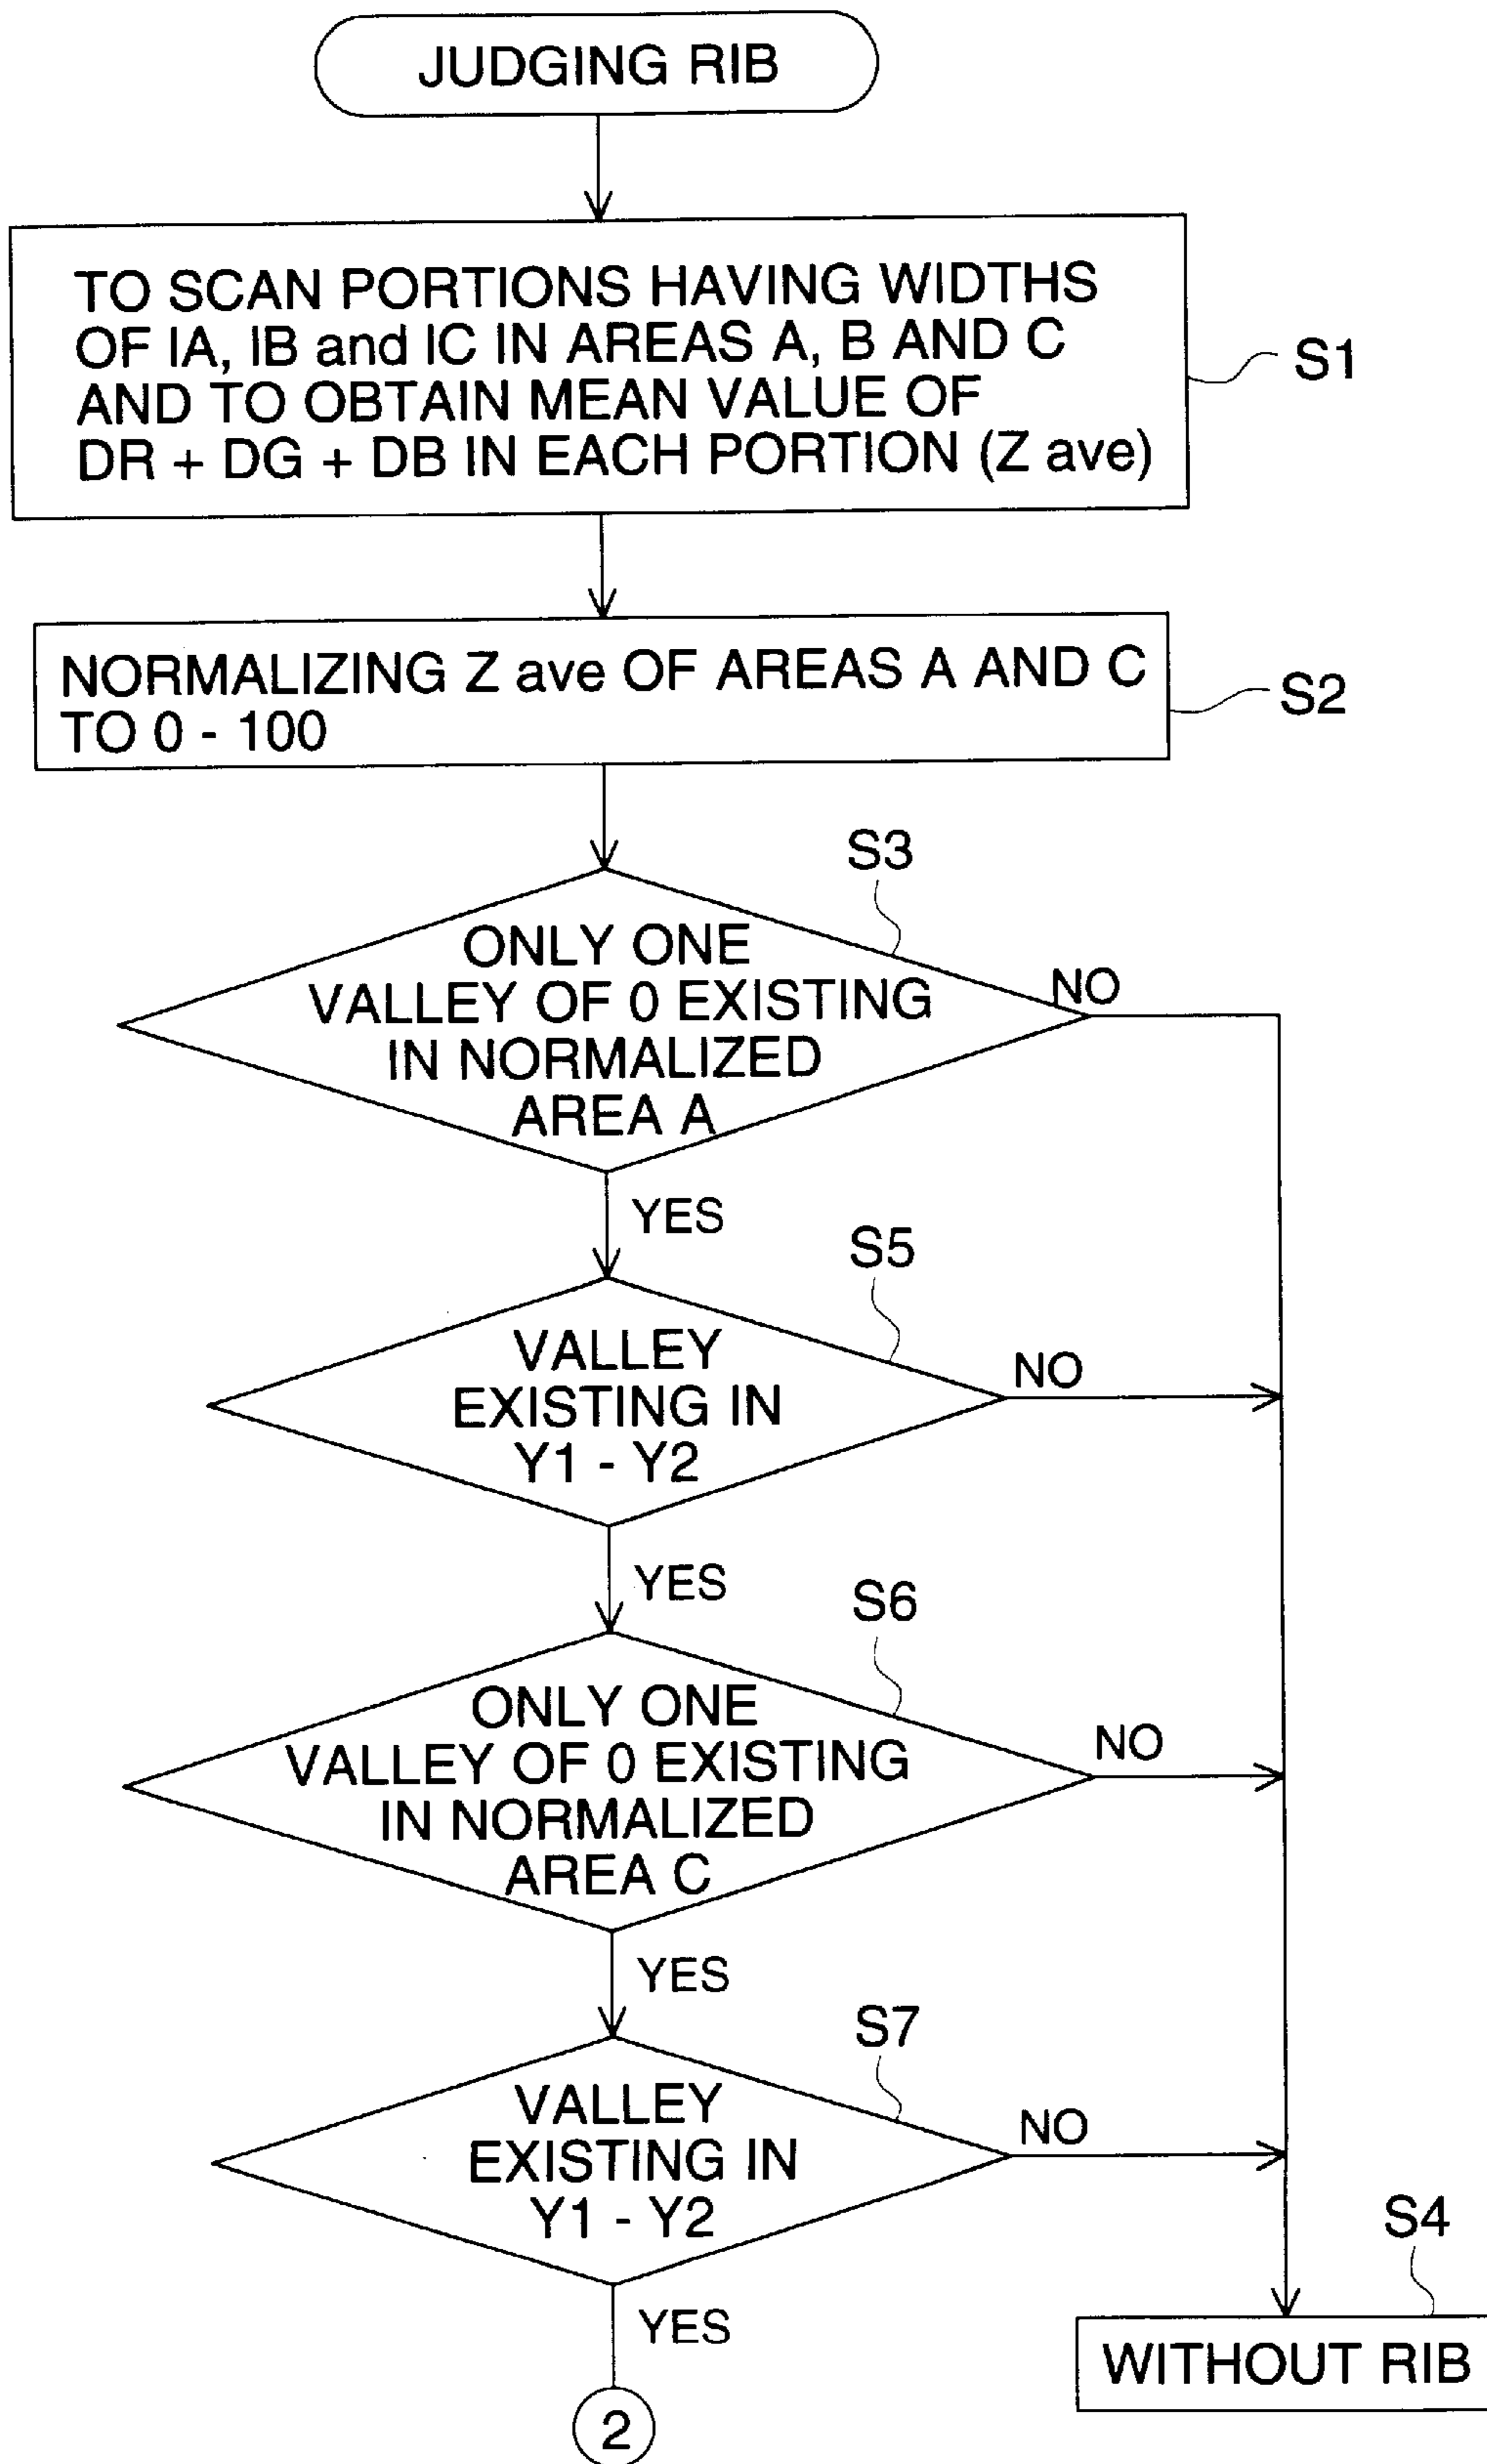 JUDGING RIB
TO SCAN PORTIONS HAVING WIDTHS
OF IA, IB and IC IN AREAS A, B AND C
AND TO OBTAIN MEAN VALUE OF
DR + DG + DB IN EACH PORTION (Z ave)
S1
NORMALIZING Z ave OF AREAS A AND C
TO 0 - 100
S2
S3
ONLY ONE
VALLEY OF 0 EXISTING
IN NORMALIZED
AREA A
NO
YES
S5
VALLEY
EXISTING IN
Y1 - Y2
NO
YES
S6
ONLY ONE
VALLEY OF 0 EXISTING
IN NORMALIZED
AREA C
NO
YES
S7
VALLEY
EXISTING IN
Y1 - Y2
NO
YES
S4
WITHOUT RIB
2